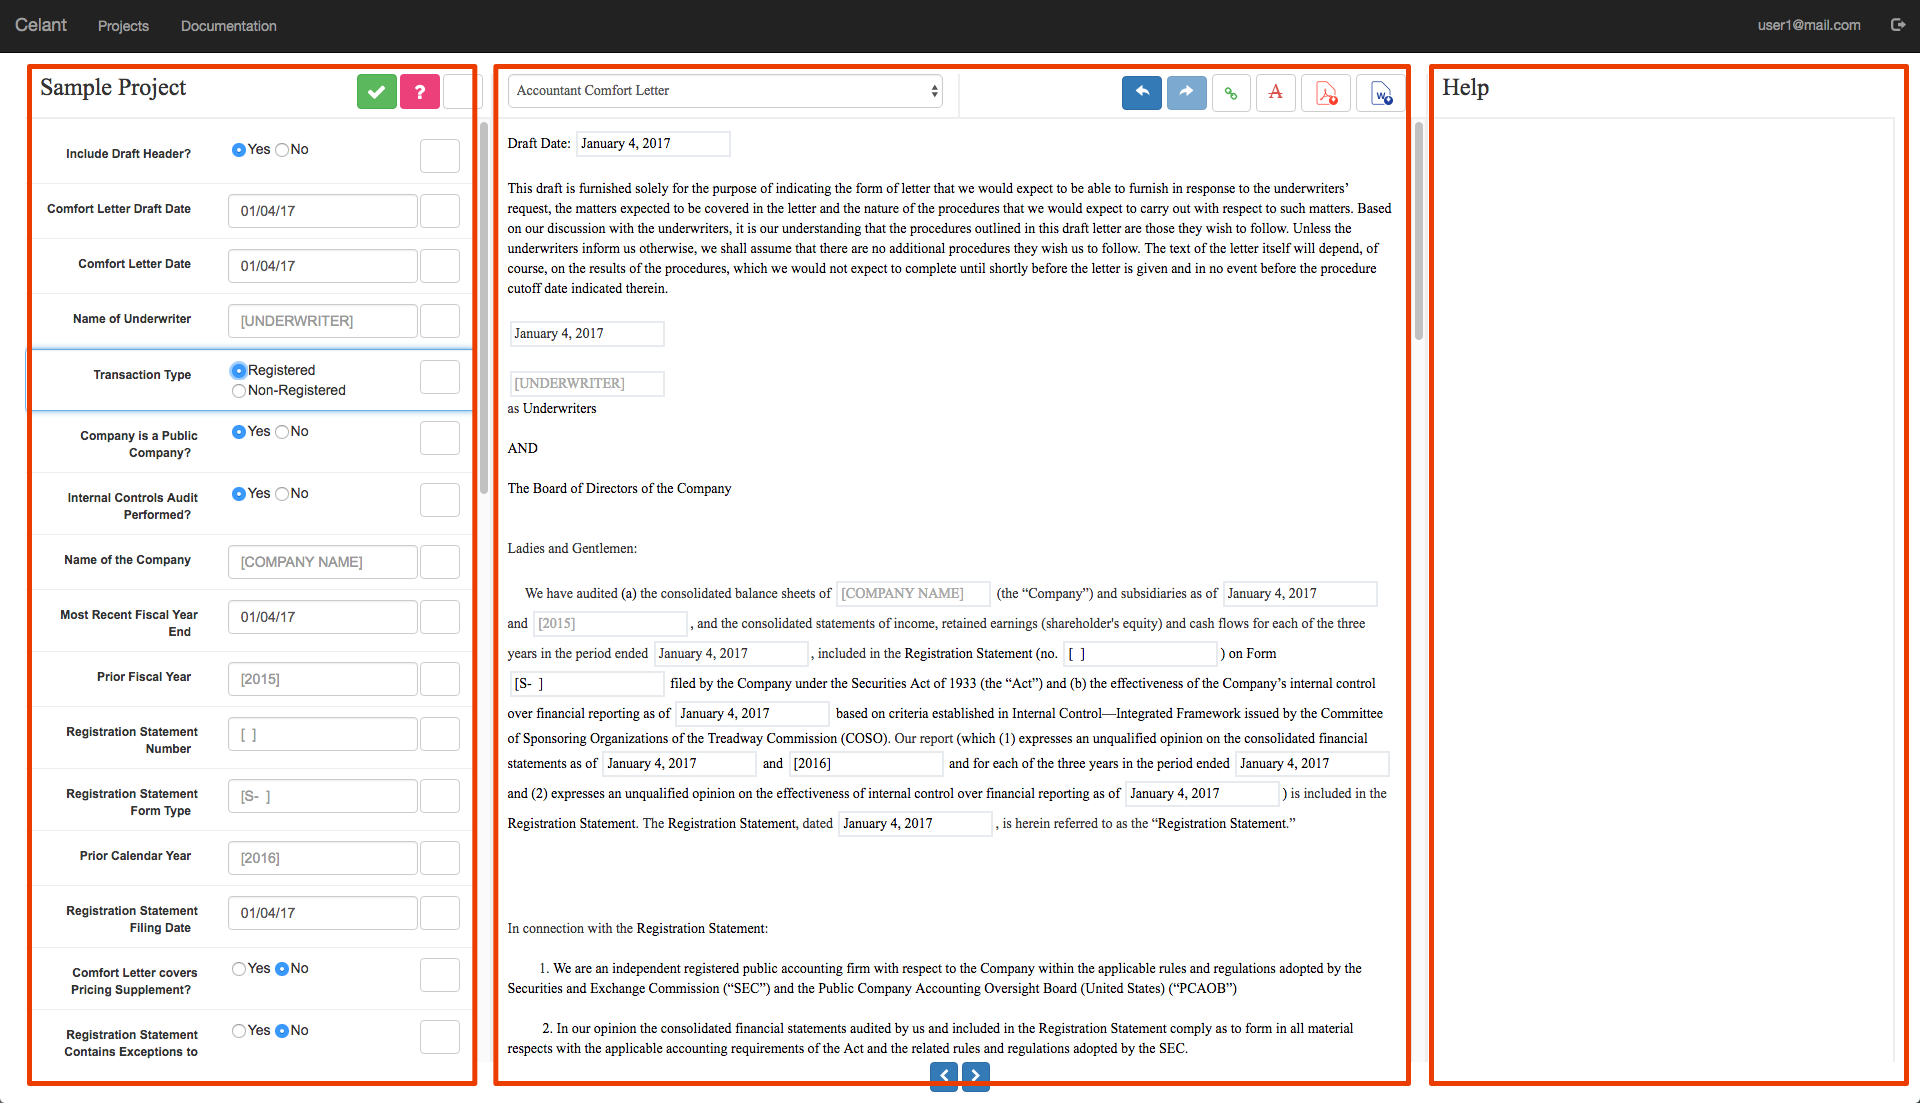 Celant Projects Documentation user1@mail.com
Sample Project
?
Include Draft Header? Yes No
Comfort Letter Draft Date 01/04/17
Comfort Letter Date 01/04/17
Name of Underwriter [UNDERWRITER]
Transaction Type Registered
Non-Registered
Company is a Public Yes No
Company?
Internal Controls Audit Yes No
Performed?
Name of the Company [COMPANY NAME]
Most Recent Fiscal Year 01/04/17
End
Prior Fiscal Year [2015]
Registration Statement [ ]
Number
Registration Statement [S- ]
Form Type
Prior Calendar Year [2016]
Registration Statement 01/04/17
Filing Date
Comfort Letter covers Yes No
Pricing Supplement?
Registration Statement Yes No
Contains Exceptions to
Accountant Comfort Letter
A
W
Draft Date: January 4, 2017
This draft is furnished solely for the purpose of indicating the form of letter that we would expect to be able to furnish in response to the underwriters’
request, the matters expected to be covered in the letter and the nature of the procedures that we would expect to carry out with respect to such matters. Based
on our discussion with the underwriters, it is our understanding that the procedures outlined in this draft letter are those they wish to follow. Unless the
underwriters inform us otherwise, we shall assume that there are no additional procedures they wish us to follow. The text of the letter itself will depend, of
course, on the results of the procedures, which we would not expect to complete until shortly before the letter is given and in no event before the procedure
cutoff date indicated therein.
January 4, 2017
[UNDERWRITER]
as Underwriters
AND
The Board of Directors of the Company
Ladies and Gentlemen:
We have audited (a) the consolidated balance sheets of [COMPANY NAME] (the “Company”) and subsidiaries as of January 4, 2017
and [2015] , and the consolidated statements of income, retained earnings (shareholder's equity) and cash flows for each of the three
years in the period ended January 4, 2017 , included in the Registration Statement (no. [ ] ) on Form
[S- ] filed by the Company under the Securities Act of 1933 (the “Act”) and (b) the effectiveness of the Company’s internal control
over financial reporting as of January 4, 2017 based on criteria established in Internal Control—Integrated Framework issued by the Committee
of Sponsoring Organizations of the Treadway Commission (COSO). Our report (which (1) expresses an unqualified opinion on the consolidated financial
statements as of January 4, 2017 and [2016] and for each of the three years in the period ended January 4, 2017
and (2) expresses an unqualified opinion on the effectiveness of internal control over financial reporting as of January 4, 2017 ) is included in the
Registration Statement. The Registration Statement, dated January 4, 2017 , is herein referred to as the “Registration Statement.”
In connection with the Registration Statement:
1. We are an independent registered public accounting firm with respect to the Company within the applicable rules and regulations adopted by the
Securities and Exchange Commission (“SEC”) and the Public Company Accounting Oversight Board (United States) (“PCAOB”)
2. In our opinion the consolidated financial statements audited by us and included in the Registration Statement comply as to form in all material
respects with the applicable accounting requirements of the Act and the related rules and regulations adopted by the SEC.
Help